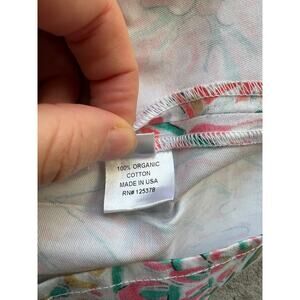 100% ORGANIC
COTTON
MADE IN USA
RN# 125378